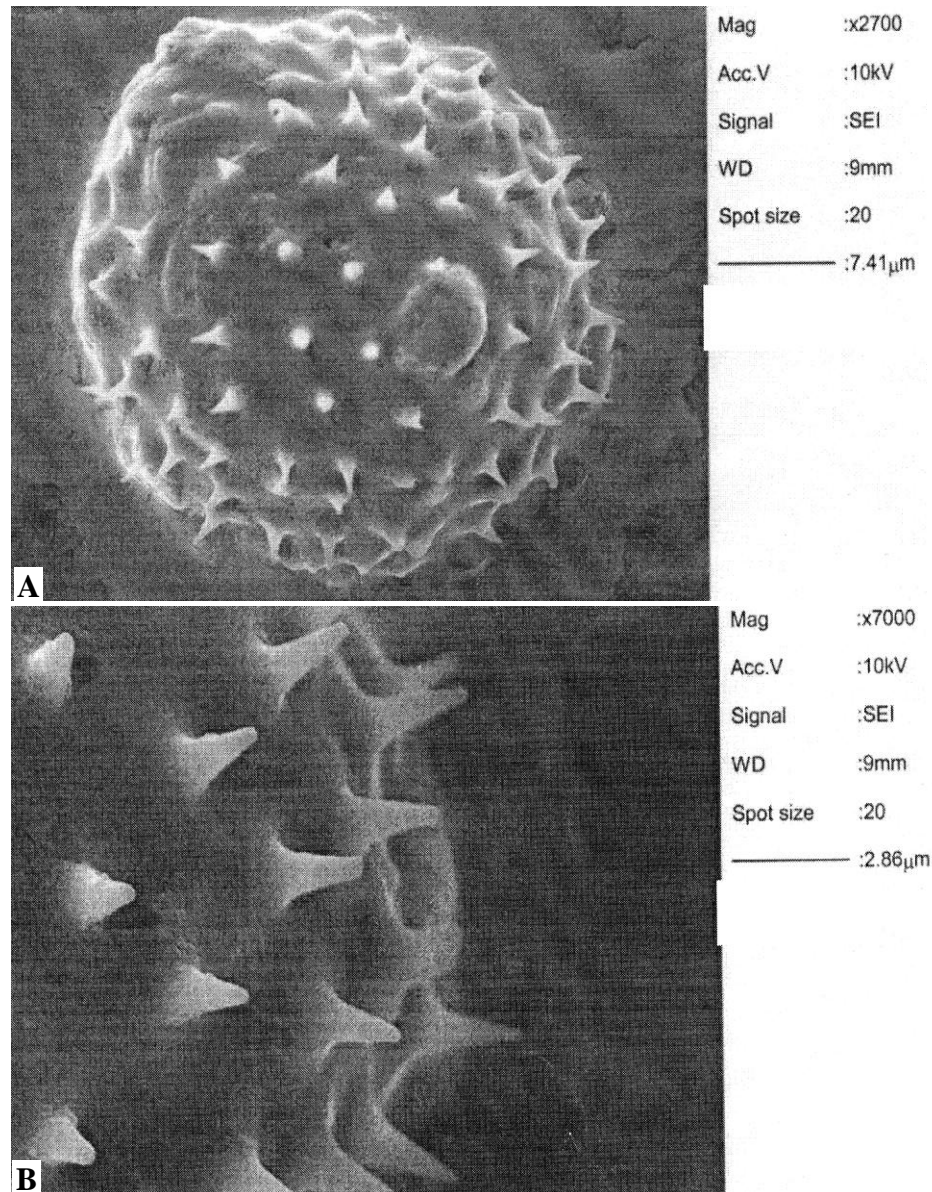 Mag :x2700
Acc.V :10kV
Signal :SEI
WD :9mm
Spot size :20
:7.41μm
A
Mag :x7000
Acc.V :10kV
Signal :SEI
WD :9mm
Spot size :20
:2.86μm
B